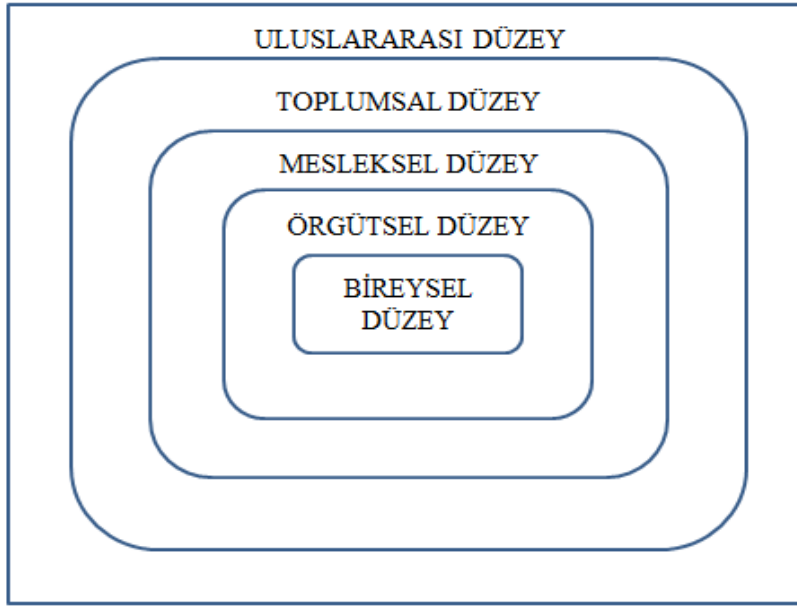 ULUSLARARASI DÜZEY
TOPLUMSAL DÜZEY
MESLEKSEL DÜZEY
ÖRGÜTSEL DÜZEY
BİREYSEL
DÜZEY